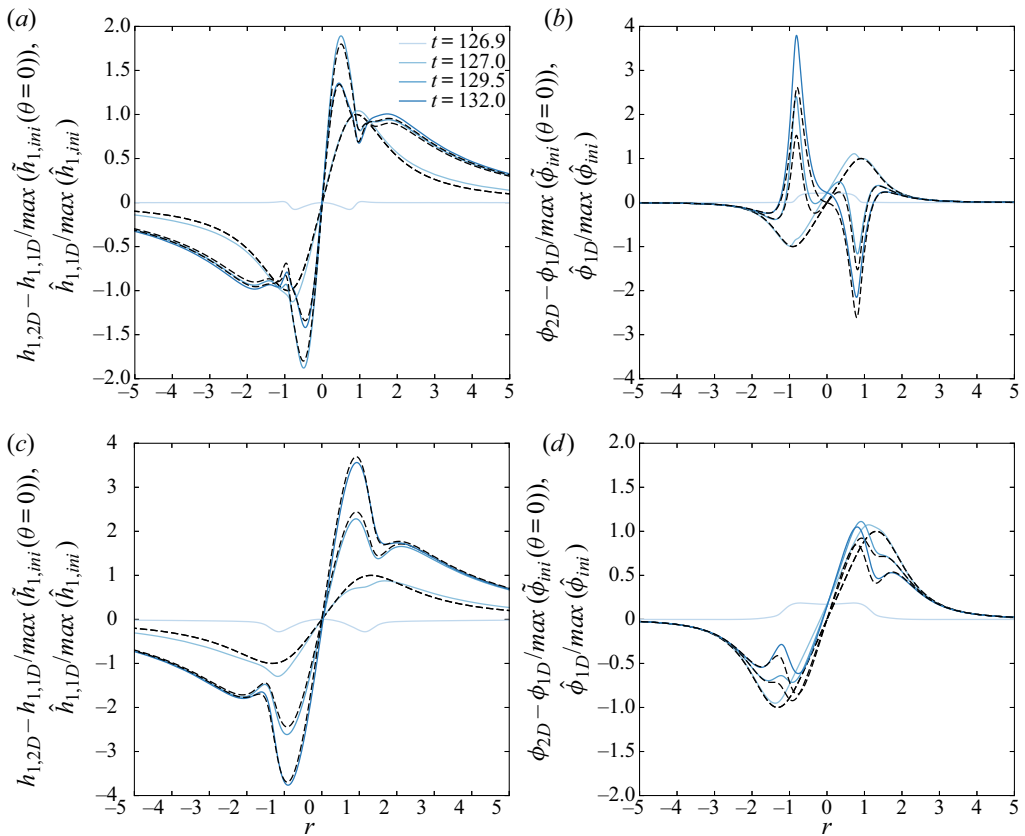 (a)
h₁,₂D – h₁,₁D/max (h̃₁,ini (θ = 0)),
ĥ₁,₁D/max (ĥ₁,ini)
2.0
1.5
1.0
0.5
0
–0.5
–1.0
–1.5
–2.0
t = 126.9
t = 127.0
t = 129.5
t = 132.0
–5 –4 –3 –2 –1 0 1 2 3 4 5
(b)
ϕ₂D – ϕ₁D/max (ϕ̃ini (θ = 0)),
ϕ̂₁D/max (ϕ̂ini)
4
3
2
1
0
–1
–2
–3
4
–5 –4 –3 –2 –1 0 1 2 3 4 5
(c)
h₁,₂D – h₁,₁D/max (h̃₁,ini (θ = 0)),
ĥ₁,₁D/max (ĥ₁,ini)
4
3
2
1
0
–1
–2
–3
–4
–5 –4 –3 –2 –1 0 1 2 3 4 5
r
(d)
ϕ₂D – ϕ₁D/max (ϕ̃ini (θ = 0)),
ϕ̂₁D/max (ϕ̂ini)
2.0
1.5
1.0
0.5
0
–0.5
–1.0
–1.5
–2.0
–5 –4 –3 –2 –1 0 1 2 3 4 5
r